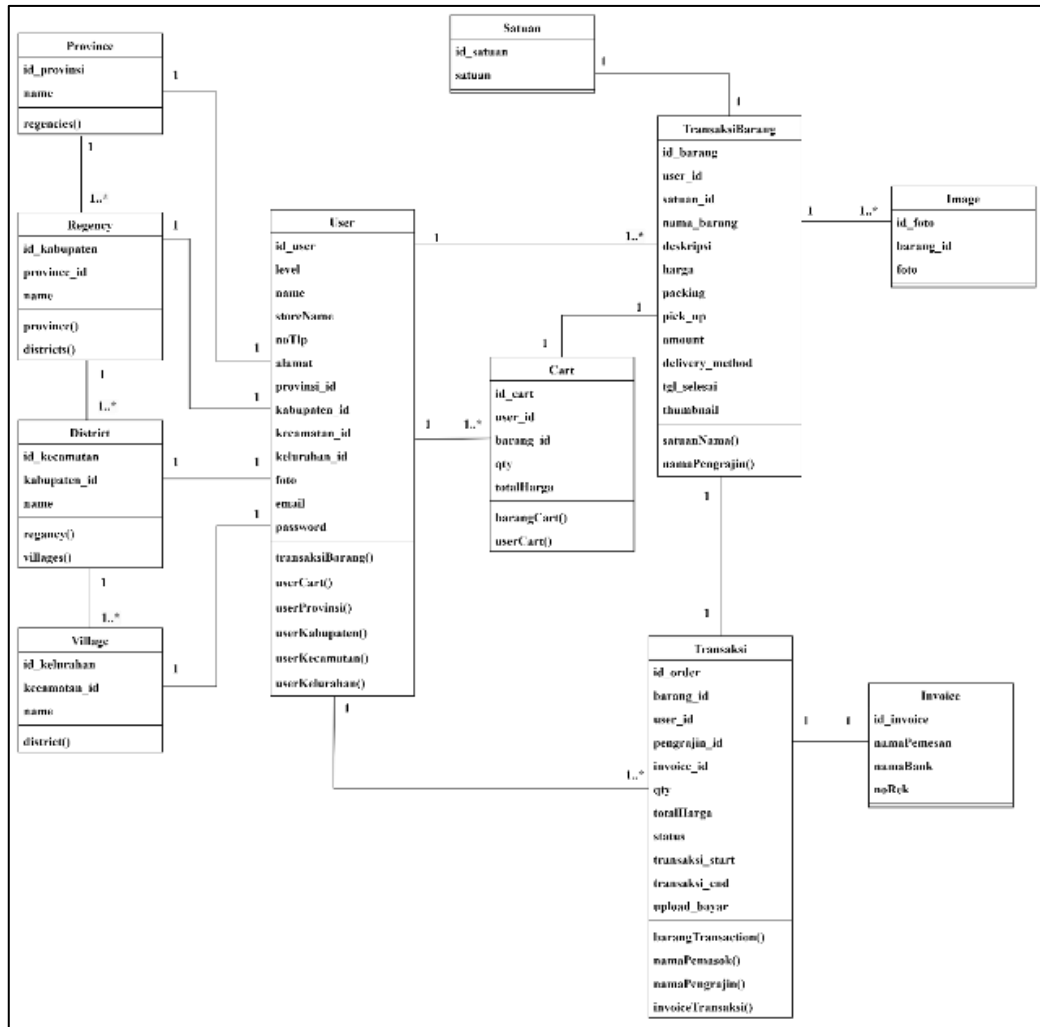 Province
id_provinsi
name
regencies()
1
1
1..*
Regency
id_kabupaten
province_id
name
province()
districts()
1
1
1..*
District
id_kecamatan
kabupaten_id
name
regancy()
villages()
1
1
1..*
Village
id_kelurahan
kecamatan_id
name
district()
1
User
id_user
level
name
storeName
noTlp
alamat
provinsi_id
kabupaten_id
kecamatan_id
keluruhan_id
foto
email
password
transaksiBarang()
userCart()
userProvinsi()
userKabupaten()
userKecamutan()
userKelurahan()
1
1
1
1
1
1..*
1
1..*
1
1..*
Satuan
id_satuan
satuan
1
1
TransaksiBarang
id_barang
user_id
satuan_id
numa_barong
deskripsi
harga
packing
pick_up
amount
delivery_method
tgl_selesai
thumbnail
satuanNama()
namaPengrajin()
1
1..*
Image
id_foto
barang_id
foto
1
1
Cart
id_cart
user_id
barang_id
qty
totalHarga
barangCart()
userCart()
1
1
Transaksi
id_order
barang_id
user_id
pengrajin_id
invoice_id
qty
totalHarga
status
transaksi_start
transaksi_end
upload_bayar
barangTransaction()
namaPemasok()
namaPengrajin()
invoiceTransaksi()
1
1
Invoice
id_invoice
namaPemesan
namaBank
noRek